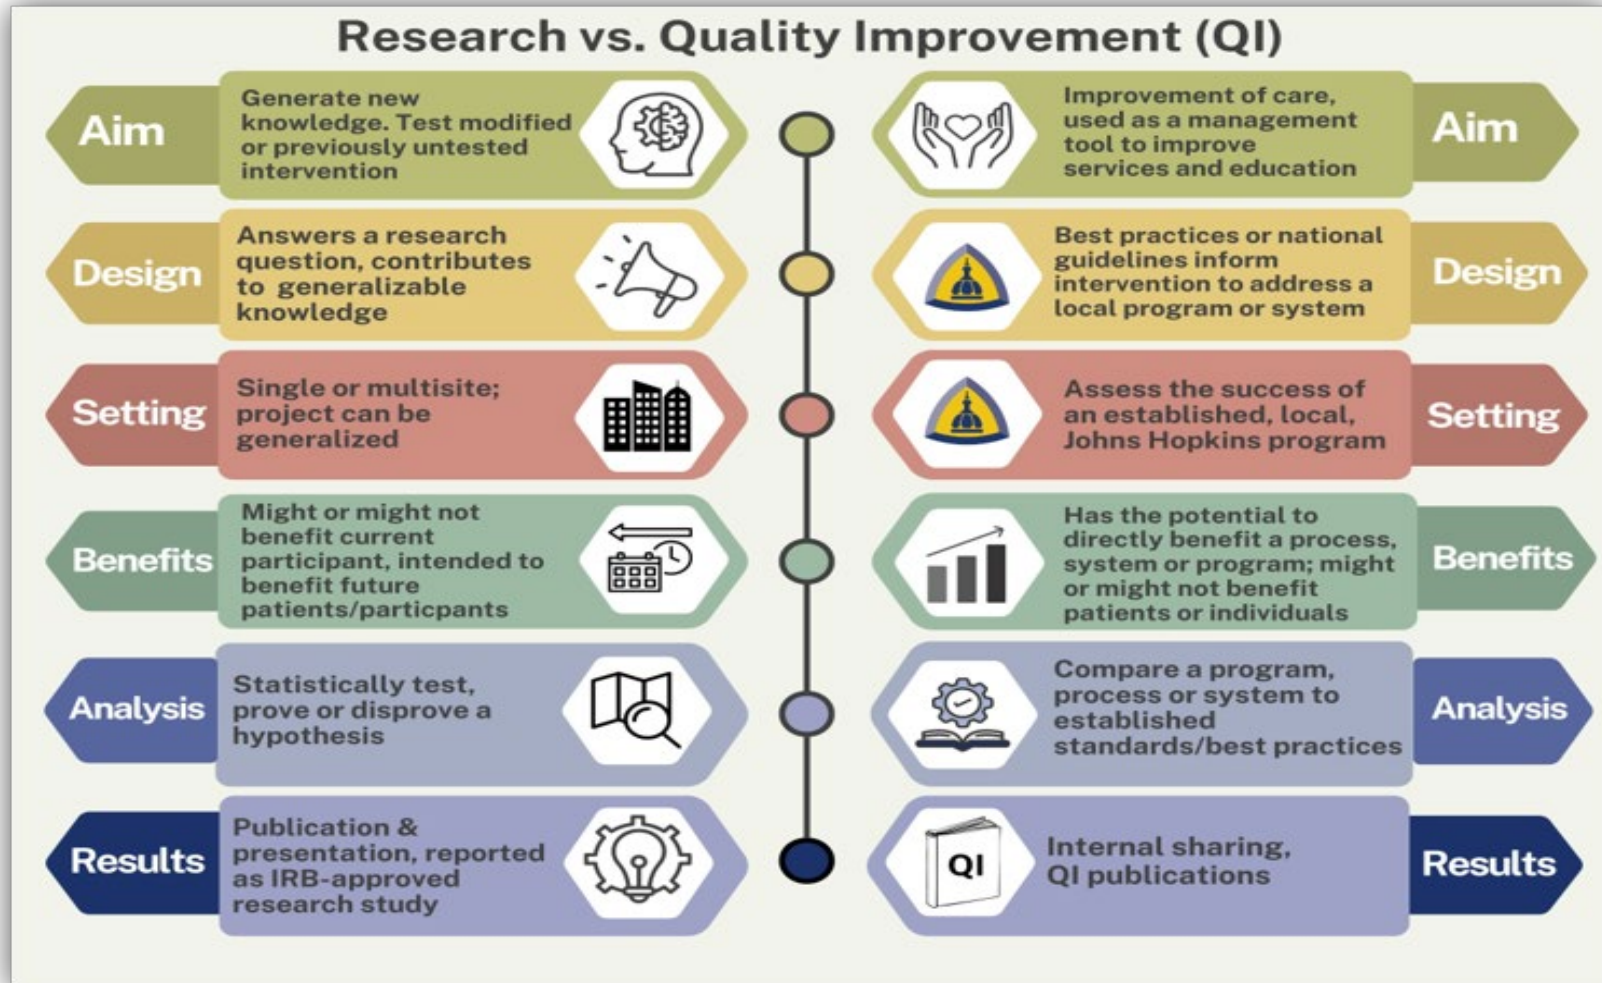 Research vs. Quality Improvement (QI)
Aim
Generate new
knowledge. Test modified
or previously untested
intervention
Improvement of care,
used as a management
tool to improve
services and education
Aim
Design
Answers a research
question, contributes
to generalizable
knowledge
Best practices or national
guidelines inform
intervention to address a
local program or system
Design
Setting
Single or multisite;
project can be
generalized
Assess the success of
an established, local,
Johns Hopkins program
Setting
Benefits
Might or might not
benefit current
participant, intended to
benefit future
patients/particpants
Has the potential to
directly benefit a process,
system or program; might
or might not benefit
patients or individuals
Benefits
Analysis
Statistically test,
prove or disprove a
hypothesis
Compare a program,
process or system to
established
standards/best practices
Analysis
Results
Publication &
presentation, reported
as IRB-approved
research study
QI
Internal sharing,
QI publications
Results